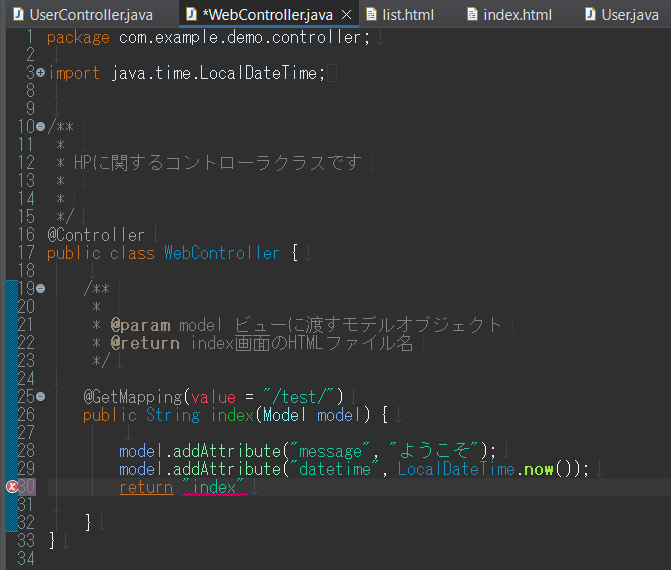 UserController.java *WebController.java list.html index.html User.java
1 package com.example.demo.controller;
2
3 import java.time.LocalDateTime;
8
9
10 /**
11 *
12 * HPに関するコントローラクラスです
13 *
14 *
15 */
16 @Controller
17 public class WebController {
18
19 /**
20 *
21 * @param model ビューに渡すモデルオブジェクト
22 * @return index画面のHTMLファイル名
23 */
24
25 @GetMapping(value = "/test/")
26 public String index(Model model) {
27
28 model.addAttribute("message", "ようこそ");
29 model.addAttribute("datetime", LocalDateTime.now());
30 return "index"
31
32 }
33 }
34